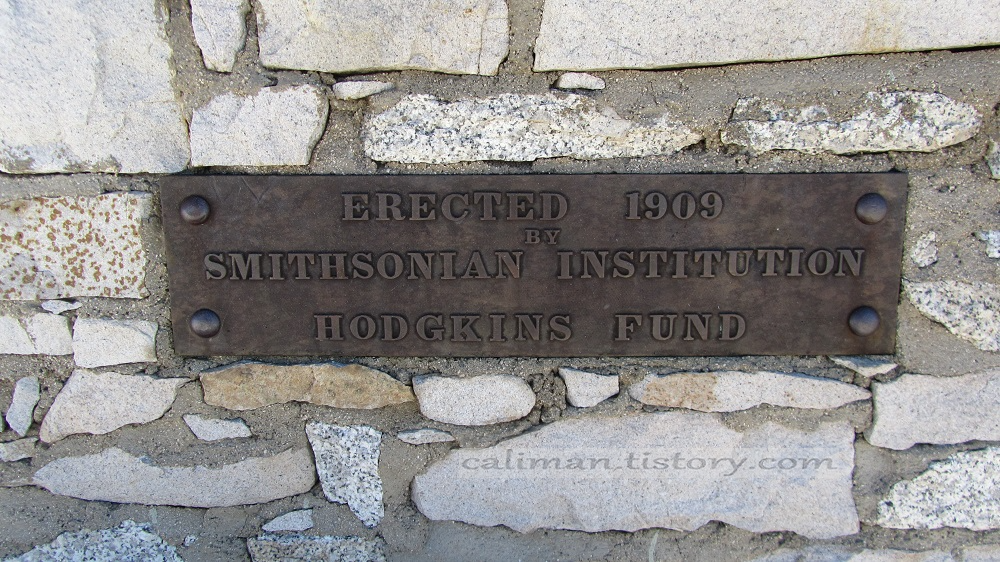 ERECTED 1909
BY
SMITHSONIAN INSTITUTION
HODGKINS FUND
caliman.tistory.com